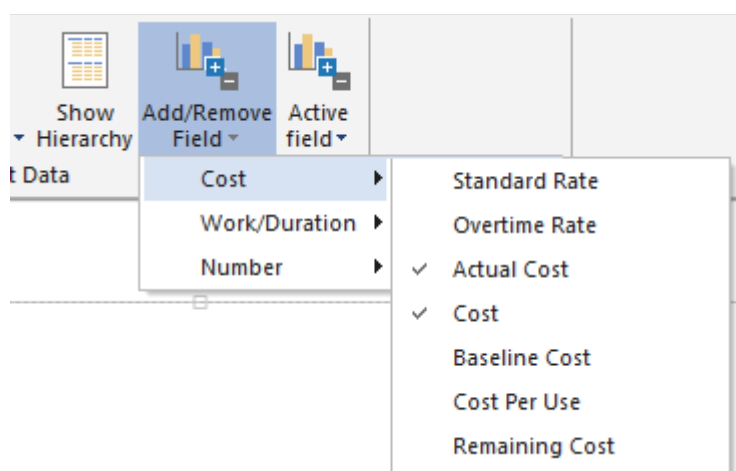 Show
Hierarchy
Add/Remove
Field
Active
field
t Data
Cost
Work/Duration
Number
Standard Rate
Overtime Rate
Actual Cost
Cost
Baseline Cost
Cost Per Use
Remaining Cost